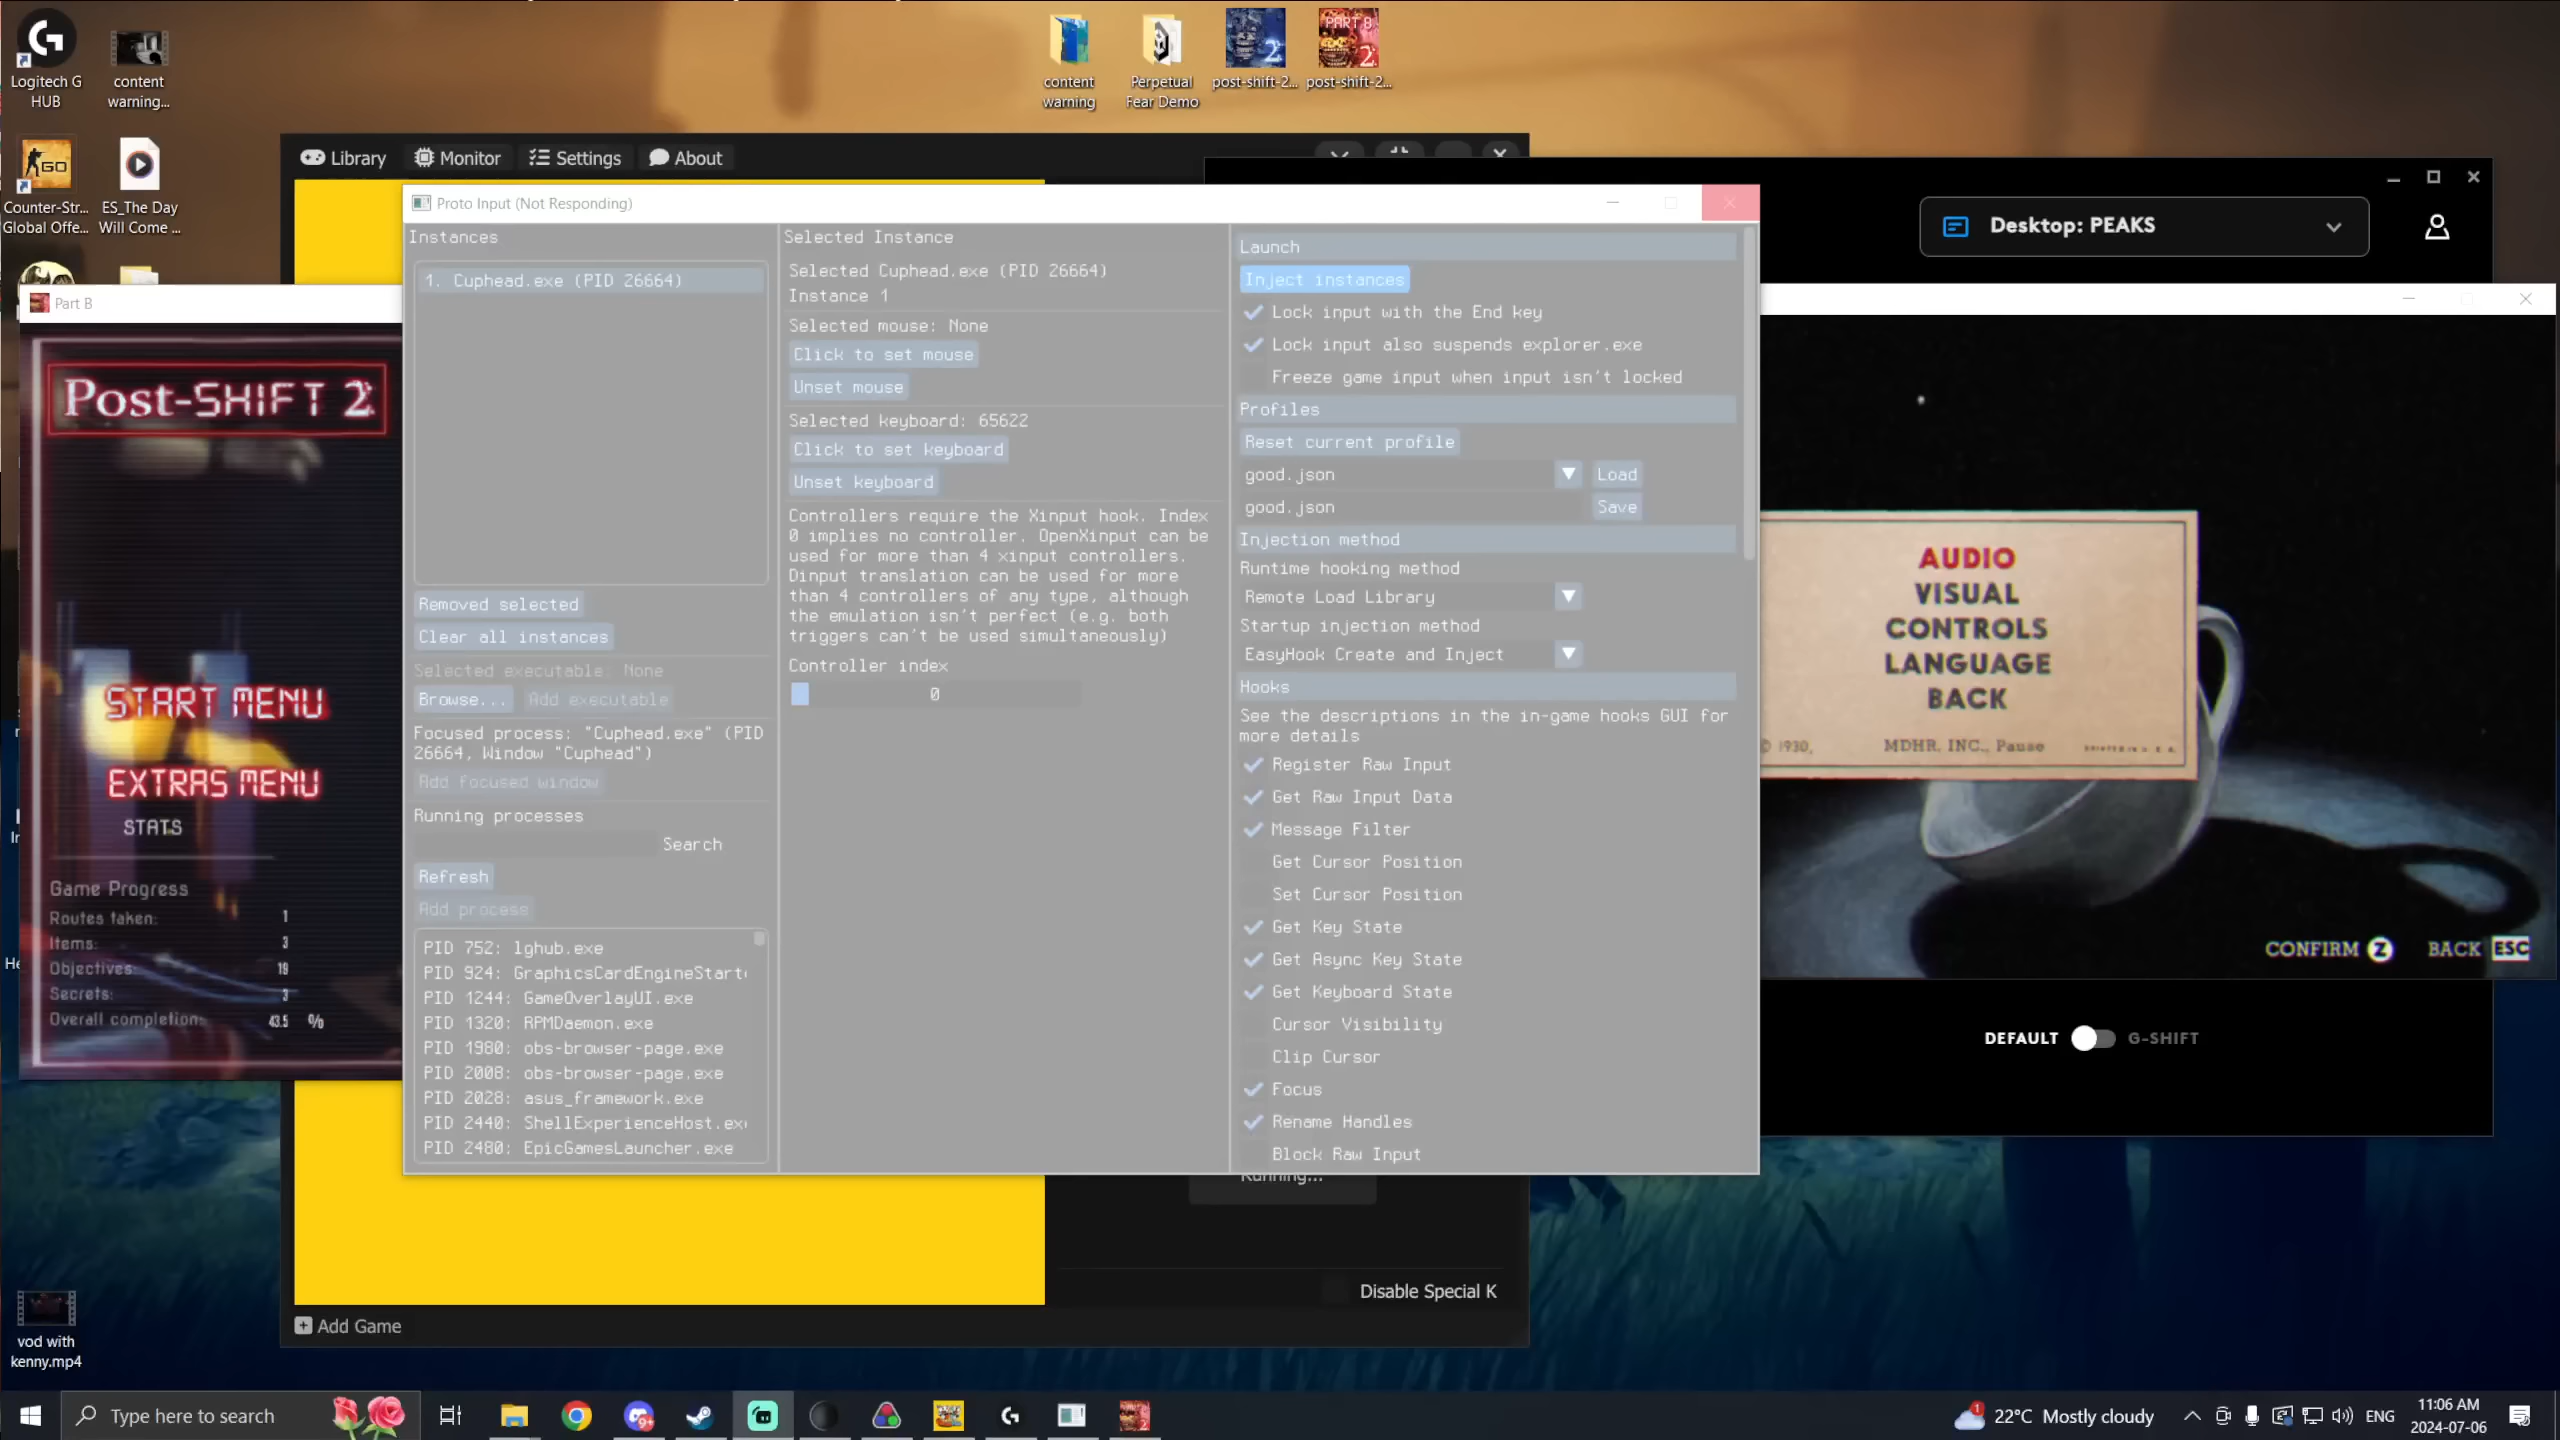 Logitech G
HUB
content
warning...
content
warning
Perpetual
Fear Demo
post-shift-2...
PART B
2
post-shift-2...
GO
Counter-Str...
Global Offe...
ES_The Day
Will Come ...
Library
Monitor
Settings
About
Desktop: PEAKS
Part B
Post-SHIFT 2
START MENU
EXTRAS MENU
STATS
Game Progress
Routes taken: 1
Items: 3
Objectives: 19
Secrets: 3
Overall completion: 43.5 %
Proto Input (Not Responding)
Instances
1. Cuphead.exe (PID 26664)
Removed selected
Clear all instances
Selected executable: None
Browse... Add executable
Focused process: "Cuphead.exe" (PID
26664, Window "Cuphead")
Add focused window
Running processes
Search
Refresh
Add process
PID 752: lghub.exe
PID 924: GraphicsCardEngineStart
PID 1244: GameOverlayUI.exe
PID 1320: RPMDaemon.exe
PID 1980: obs-browser-page.exe
PID 2008: obs-browser-page.exe
PID 2028: asus_framework.exe
PID 2440: ShellExperienceHost.ex
PID 2480: EpicGamesLauncher.exe
Selected Instance
Selected Cuphead.exe (PID 26664)
Instance 1
Selected mouse: None
Click to set mouse
Unset mouse
Selected keyboard: 65622
Click to set keyboard
Unset keyboard
Controllers require the Xinput hook. Index
0 implies no controller. OpenXinput can be
used for more than 4 xinput controllers.
Dinput translation can be used for more
than 4 controllers of any type, although
the emulation isn't perfect (e.g. both
triggers can't be used simultaneously)
Controller index
0
Launch
Inject instances
Lock input with the End key
Lock input also suspends explorer.exe
Freeze game input when input isn't locked
Profiles
Reset current profile
good.json Load
good.json Save
Injection method
Runtime hooking method
Remote Load Library
Startup injection method
EasyHook Create and Inject
Hooks
See the descriptions in the in-game hooks GUI for
more details
Register Raw Input
Get Raw Input Data
Message Filter
Get Cursor Position
Set Cursor Position
Get Key State
Get Async Key State
Get Keyboard State
Cursor Visibility
Clip Cursor
Focus
Rename Handles
Block Raw Input
Running...
AUDIO
VISUAL
CONTROLS
LANGUAGE
BACK
© 1930, MDHR. INC., Pause
CONFIRM Z BACK ESC
DEFAULT G-SHIFT
Disable Special K
Add Game
vod with
kenny.mp4
Type here to search
9+
1
22°C Mostly cloudy
ENG
11:06 AM
2024-07-06